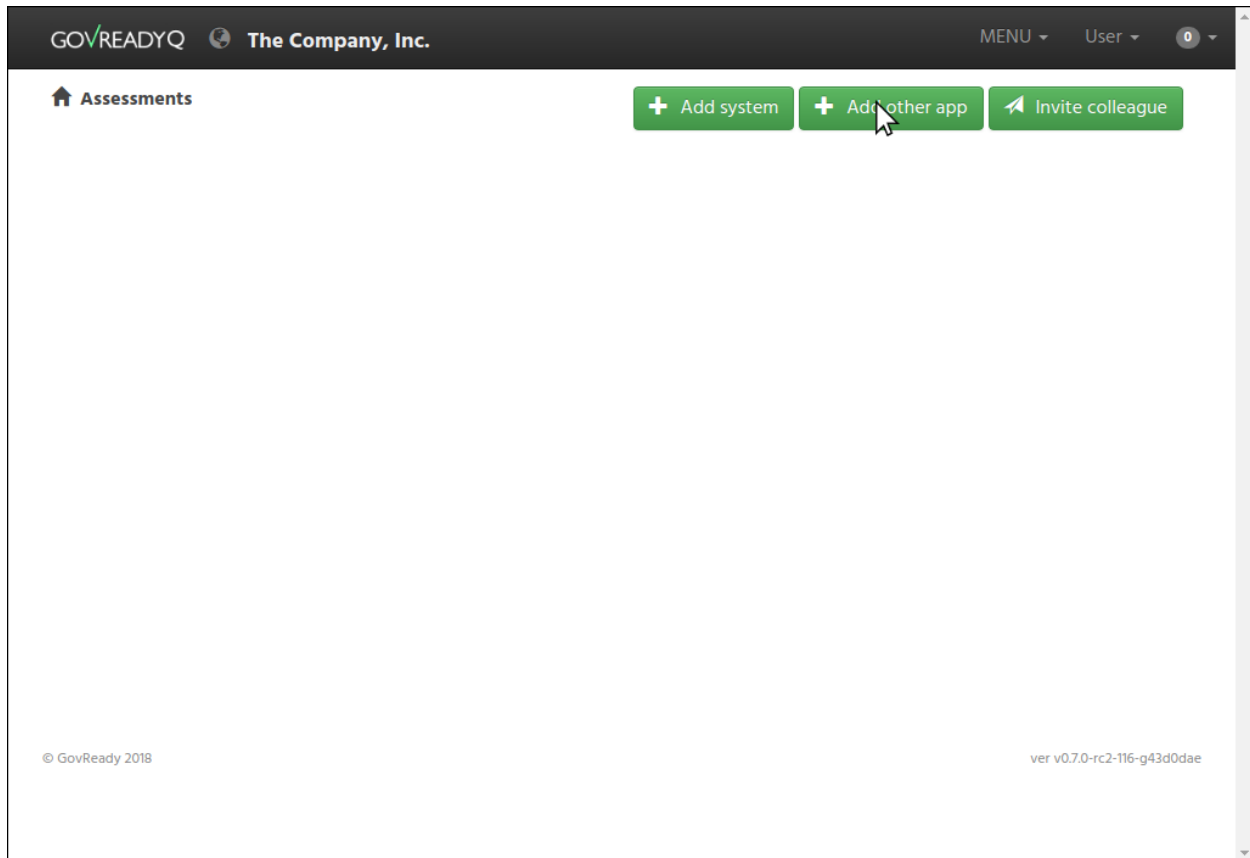 GOVREADYQ The Company, Inc. MENU User 0
Assessments Add system Add other app Invite colleague
© GovReady 2018 ver v0.7.0-rc2-116-g43d0dae